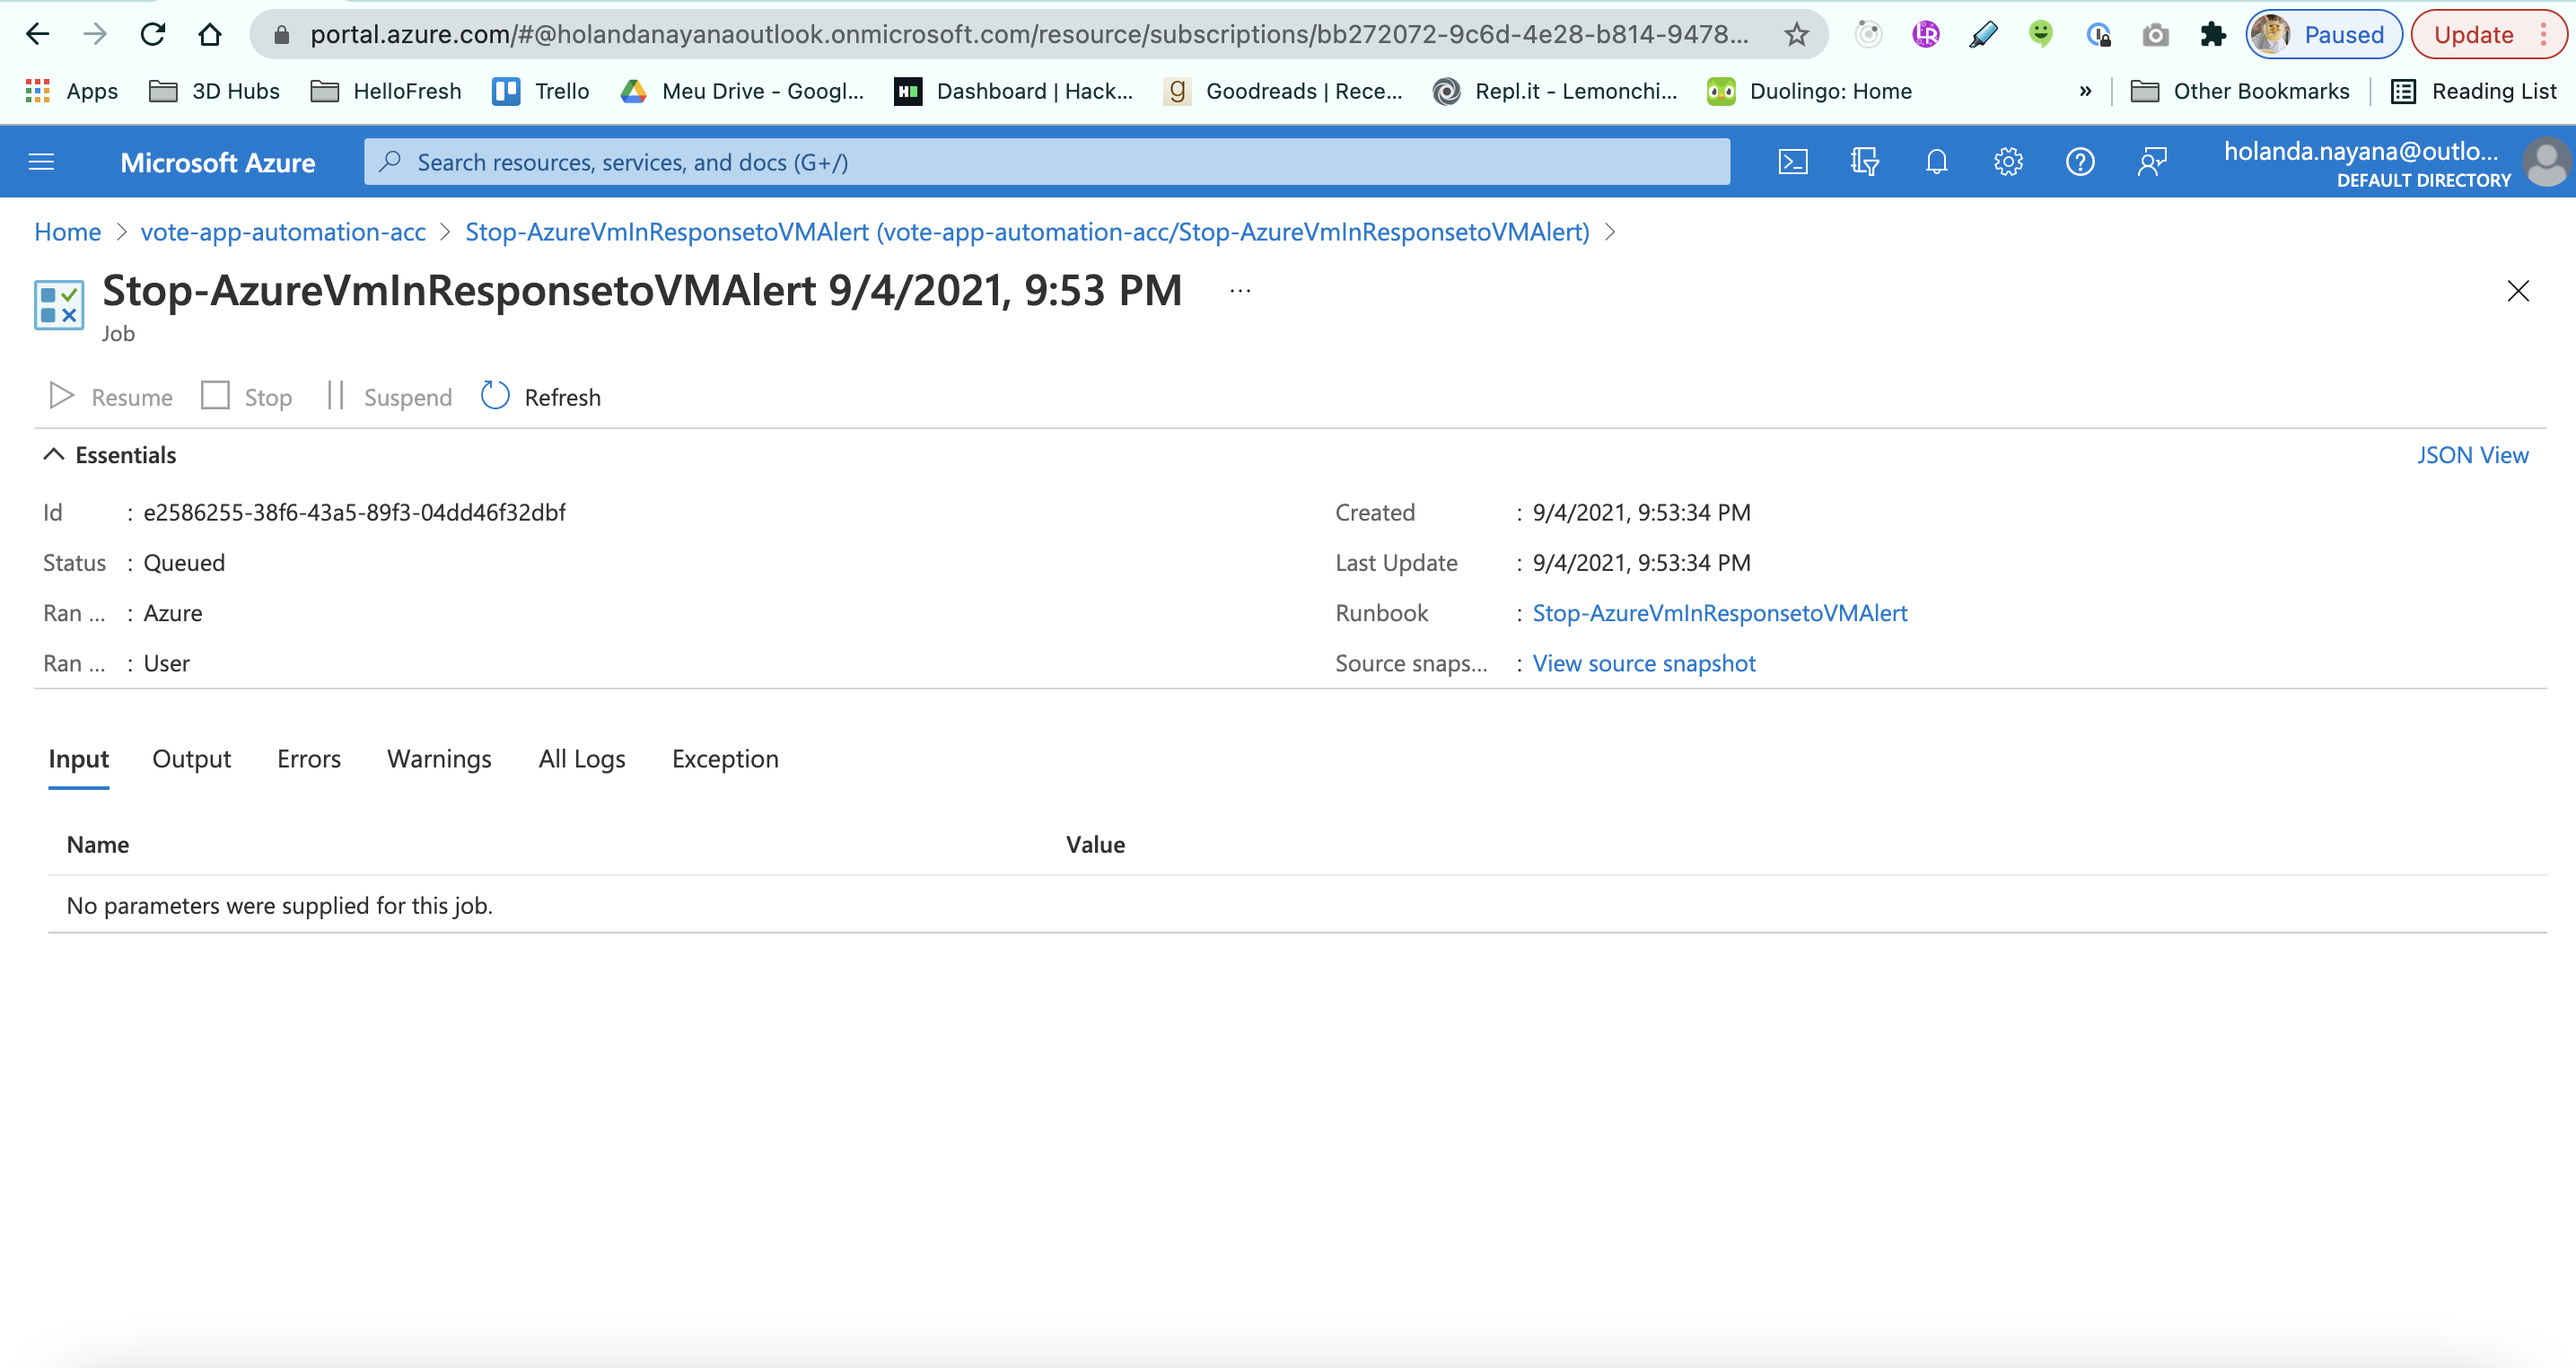 portal.azure.com/#@holandanayanaoutlook.onmicrosoft.com/resource/subscriptions/bb272072-9c6d-4e28-b814-9478... Paused Update
Apps 3D Hubs HelloFresh Trello Meu Drive - Googl... Dashboard | Hack... Goodreads | Rece... Repl.it - Lemonchi... Duolingo: Home » Other Bookmarks Reading List
Microsoft Azure Search resources, services, and docs (G+/) holanda.nayana@outlo...
DEFAULT DIRECTORY
Home > vote-app-automation-acc > Stop-AzureVmInResponsetoVMAlert (vote-app-automation-acc/Stop-AzureVmInResponsetoVMAlert) >
Stop-AzureVmInResponsetoVMAlert 9/4/2021, 9:53 PM ...
Job
Resume Stop Suspend Refresh
Essentials JSON View
Id : e2586255-38f6-43a5-89f3-04dd46f32dbf Created : 9/4/2021, 9:53:34 PM
Status : Queued Last Update : 9/4/2021, 9:53:34 PM
Ran ... : Azure Runbook : Stop-AzureVmInResponsetoVMAlert
Ran ... : User Source snaps... : View source snapshot
Input Output Errors Warnings All Logs Exception
Name Value
No parameters were supplied for this job.